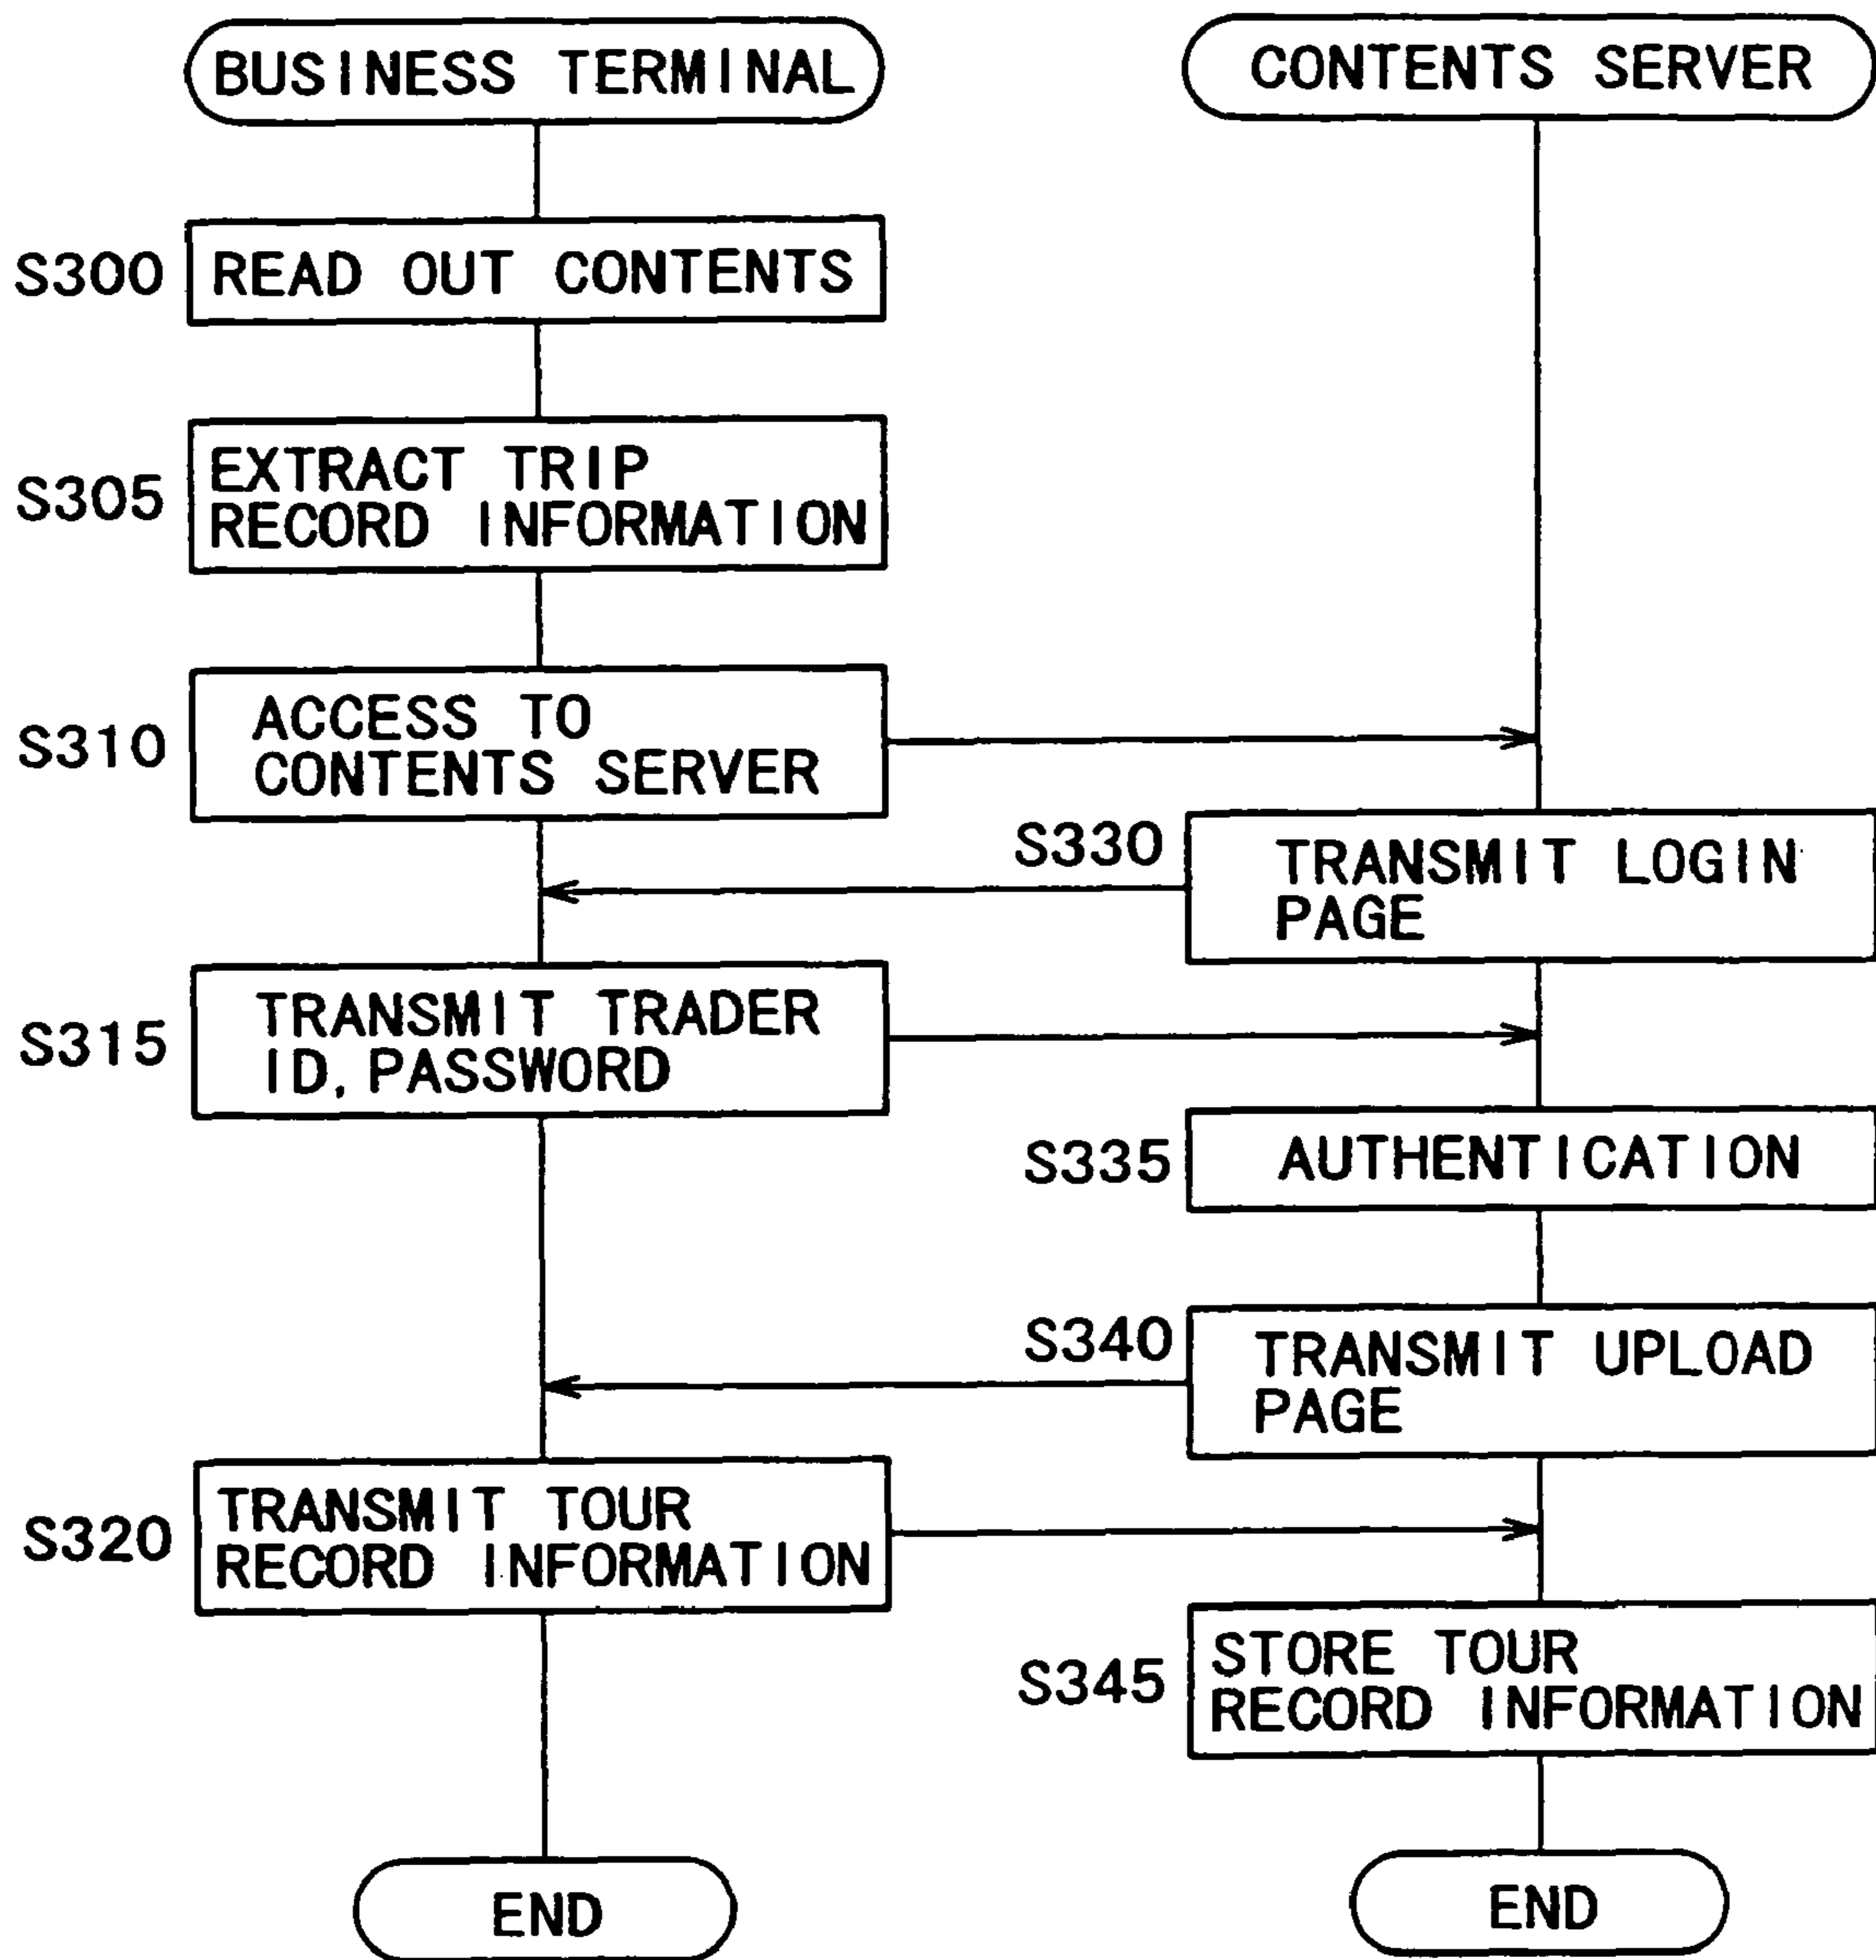 BUSINESS TERMINAL
CONTENTS SERVER
S300
READ OUT CONTENTS
S305
EXTRACT TRIP
RECORD INFORMATION
S310
ACCESS TO
CONTENTS SERVER
S330
TRANSMIT LOGIN
PAGE
S315
TRANSMIT TRADER
ID, PASSWORD
S335
AUTHENTICATION
S340
TRANSMIT UPLOAD
PAGE
S320
TRANSMIT TOUR
RECORD INFORMATION
S345
STORE TOUR
RECORD INFORMATION
END
END